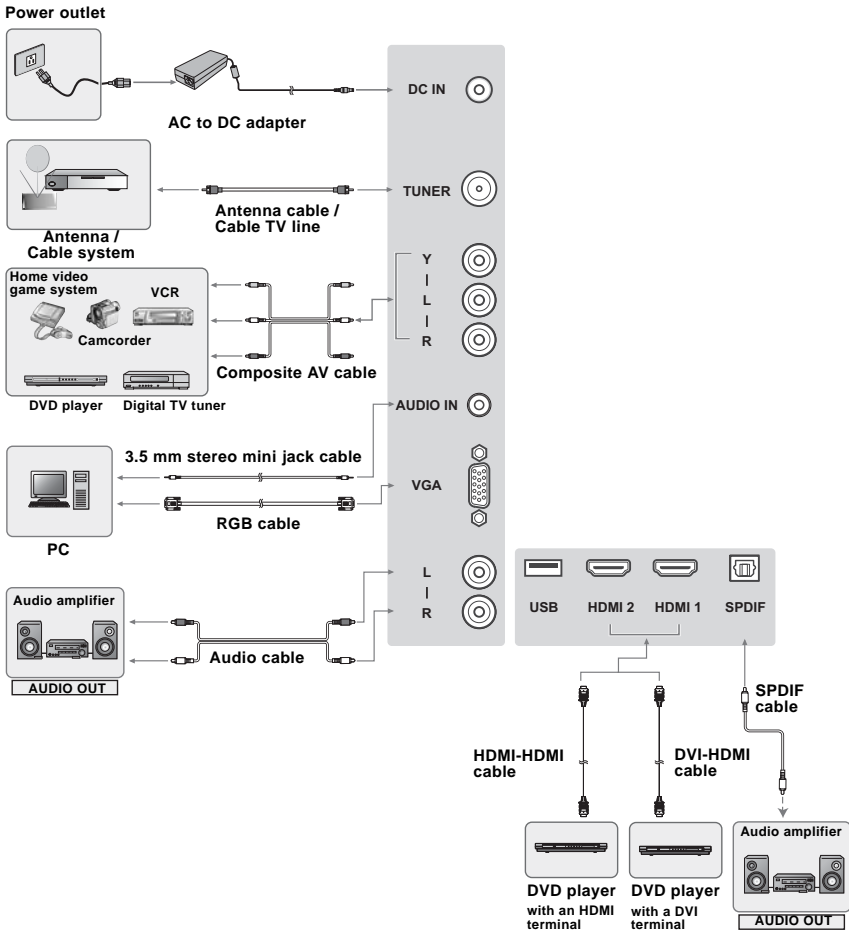 Power outlet
AC to DC adapter
DC IN
Antenna /
Cable system
Antenna cable /
Cable TV line
TUNER
Home video
game system
VCR
Camcorder
DVD player
Digital TV tuner
Composite AV cable
Y
L
R
AUDIO IN
3.5 mm stereo mini jack cable
RGB cable
PC
VGA
Audio amplifier
AUDIO OUT
Audio cable
L
R
USB
HDMI 2
HDMI 1
SPDIF
HDMI-HDMI
cable
DVI-HDMI
cable
SPDIF
cable
DVD player
with an HDMI
terminal
DVD player
with a DVI
terminal
Audio amplifier
AUDIO OUT